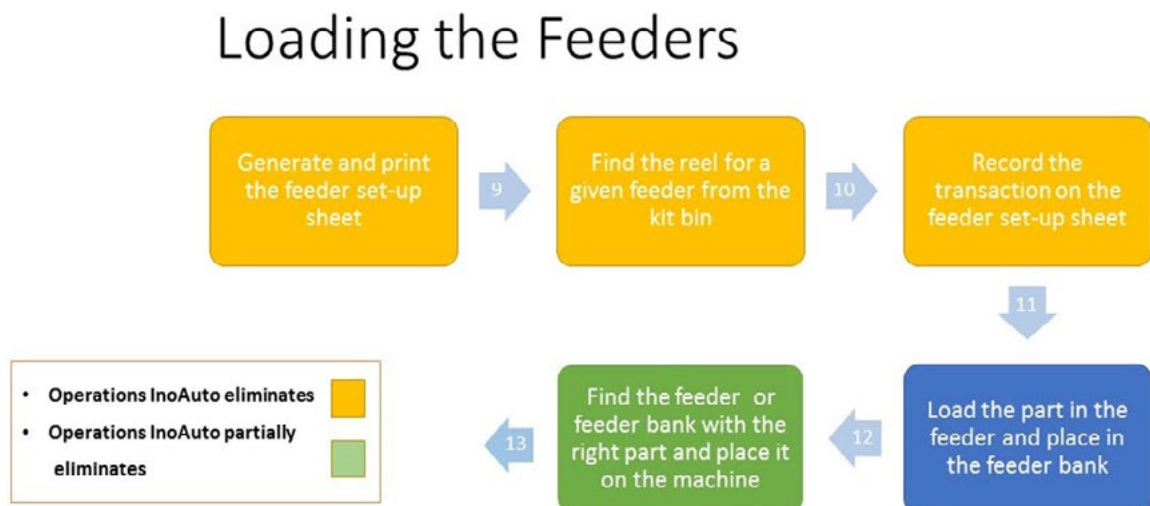 Loading the Feeders
Generate and print
the feeder set-up
sheet
9
Find the reel for a
given feeder from the
kit bin
10
Record the
transaction on the
feeder set-up sheet
11
Load the part in the
feeder and place in
the feeder bank
12
Find the feeder or
feeder bank with the
right part and place it
on the machine
13
• Operations InoAuto eliminates
• Operations InoAuto partially
eliminates